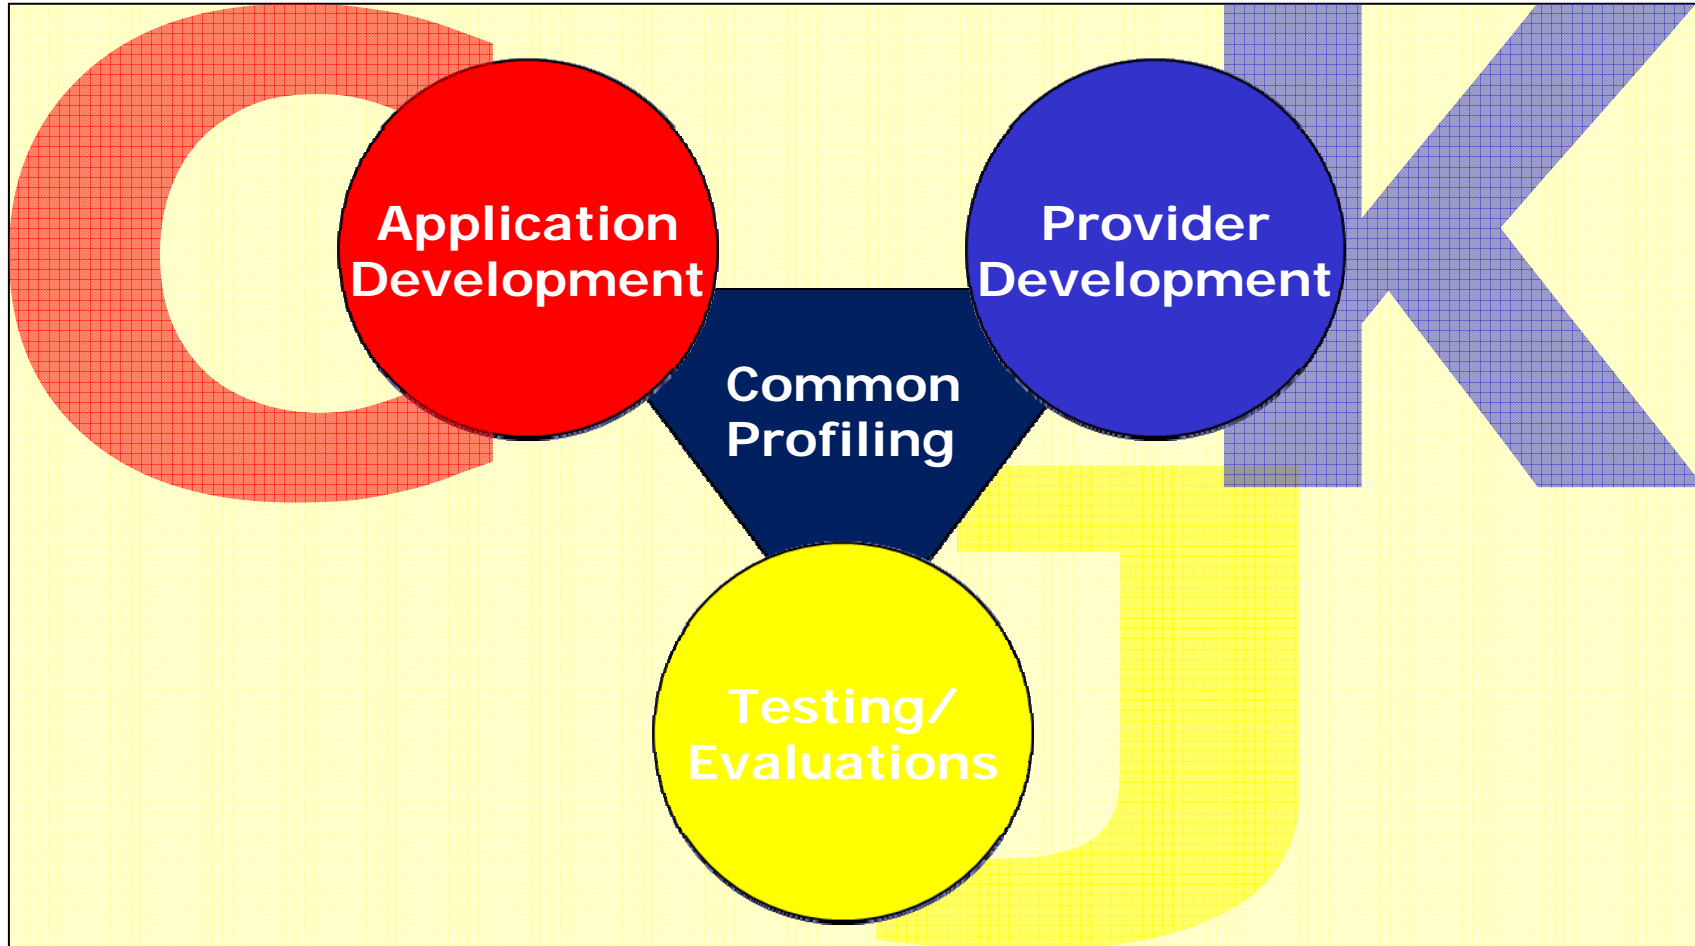 C
K
J
Application
Development
Provider
Development
Common
Profiling
Testing/
Evaluations